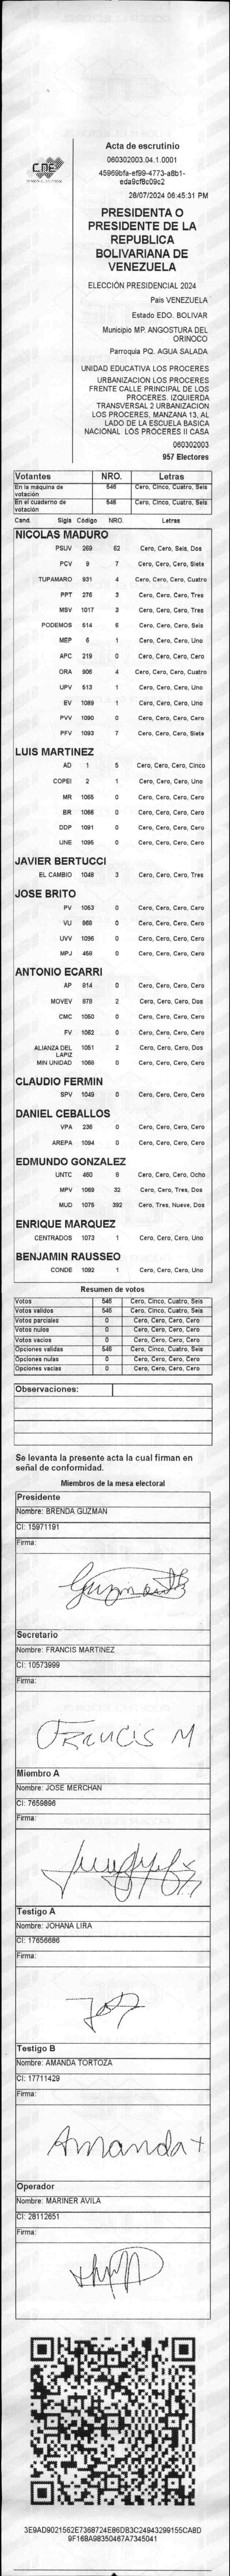 CNE
Acta de escrutinio
060302003.04.1.0001
45969bfa-ef99-4773-a8b1-
eda9cf8c09c2
28/07/2024 06:45:31 PM
PRESIDENTA O
PRESIDENTE DE LA
REPUBLICA
BOLIVARIANA DE
VENEZUELA
ELECCIÓN PRESIDENCIAL 2024
Pais VENEZUELA
Estado EDO. BOLIVAR
Municipio MP. ANGOSTURA DEL
ORINOCO
Parroquia PQ. AGUA SALADA
UNIDAD EDUCATIVA LOS PROCERES
URBANIZACION LOS PROCERES
FRENTE CALLE PRINCIPAL DE LOS
PROCERES. IZQUIERDA
TRANSVERSAL 2 URBANIZACION
LOS PROCERES, MANZANA 13, AL
LADO DE LA ESCUELA BASICA
NACIONAL LOS PROCERES II CASA
060302003
957 Electores
Votantes NRO. Letras
En la máquina de votación 546 Cero, Cinco, Cuatro, Seis
En el cuaderno de votación 546 Cero, Cinco, Cuatro, Seis
Cand. Sigla Código NRO. Letras
NICOLAS MADURO
PSUV 269 62 Cero, Cero, Seis, Dos
PCV 9 7 Cero, Cero, Cero, Siete
TUPAMARO 931 4 Cero, Cero, Cero, Cuatro
PPT 276 3 Cero, Cero, Cero, Tres
MSV 1017 3 Cero, Cero, Cero, Tres
PODEMOS 514 6 Cero, Cero, Cero, Seis
MEP 6 1 Cero, Cero, Cero, Uno
APC 219 0 Cero, Cero, Cero, Cero
ORA 906 4 Cero, Cero, Cero, Cuatro
UPV 513 1 Cero, Cero, Cero, Uno
EV 1089 1 Cero, Cero, Cero, Uno
PVV 1090 0 Cero, Cero, Cero, Cero
PFV 1093 7 Cero, Cero, Cero, Siete
LUIS MARTINEZ
AD 1 5 Cero, Cero, Cero, Cinco
COPEI 2 1 Cero, Cero, Cero, Uno
MR 1065 0 Cero, Cero, Cero, Cero
BR 1066 0 Cero, Cero, Cero, Cero
DDP 1091 0 Cero, Cero, Cero, Cero
UNE 1095 0 Cero, Cero, Cero, Cero
JAVIER BERTUCCI
EL CAMBIO 1048 3 Cero, Cero, Cero, Tres
JOSE BRITO
PV 1053 0 Cero, Cero, Cero, Cero
VU 868 0 Cero, Cero, Cero, Cero
UVV 1096 0 Cero, Cero, Cero, Cero
MPJ 458 0 Cero, Cero, Cero, Cero
ANTONIO ECARRI
AP 814 0 Cero, Cero, Cero, Cero
MOVEV 878 2 Cero, Cero, Cero, Dos
CMC 1050 0 Cero, Cero, Cero, Cero
FV 1062 0 Cero, Cero, Cero, Cero
ALIANZA DEL LAPIZ 1051 2 Cero, Cero, Cero, Dos
MIN UNIDAD 1068 0 Cero, Cero, Cero, Cero
CLAUDIO FERMIN
SPV 1049 0 Cero, Cero, Cero, Cero
DANIEL CEBALLOS
VPA 236 0 Cero, Cero, Cero, Cero
AREPA 1094 0 Cero, Cero, Cero, Cero
EDMUNDO GONZALEZ
UNTC 460 8 Cero, Cero, Cero, Ocho
MPV 1069 32 Cero, Cero, Tres, Dos
MUD 1075 392 Cero, Tres, Nueve, Dos
ENRIQUE MARQUEZ
CENTRADOS 1073 1 Cero, Cero, Cero, Uno
BENJAMIN RAUSSEO
CONDE 1092 1 Cero, Cero, Cero, Uno
Resumen de votos
Votos 546 Cero, Cinco, Cuatro, Seis
Votos validos 546 Cero, Cinco, Cuatro, Seis
Votos parciales 0 Cero, Cero, Cero, Cero
Votos nulos 0 Cero, Cero, Cero, Cero
Votos vacios 0 Cero, Cero, Cero, Cero
Opciones validas 546 Cero, Cinco, Cuatro, Seis
Opciones nulas 0 Cero, Cero, Cero, Cero
Opciones vacias 0 Cero, Cero, Cero, Cero
Observaciones:
Se levanta la presente acta la cual firman en
señal de conformidad.
Miembros de la mesa electoral
Presidente
Nombre: BRENDA GUZMAN
CI: 15971191
Firma:
Secretario
Nombre: FRANCIS MARTINEZ
CI: 10573999
Firma:
Francis M
Miembro A
Nombre: JOSE MERCHAN
CI: 7659896
Firma:
Testigo A
Nombre: JOHANA LIRA
CI: 17656686
Firma:
Testigo B
Nombre: AMANDA TORTOZA
CI: 17711429
Firma:
Amanda t
Operador
Nombre: MARINER AVILA
CI: 28112651
Firma:
3E9AD9021562E7368724E86DB3C24943299155CA8D
9F16BA98350467A7345041